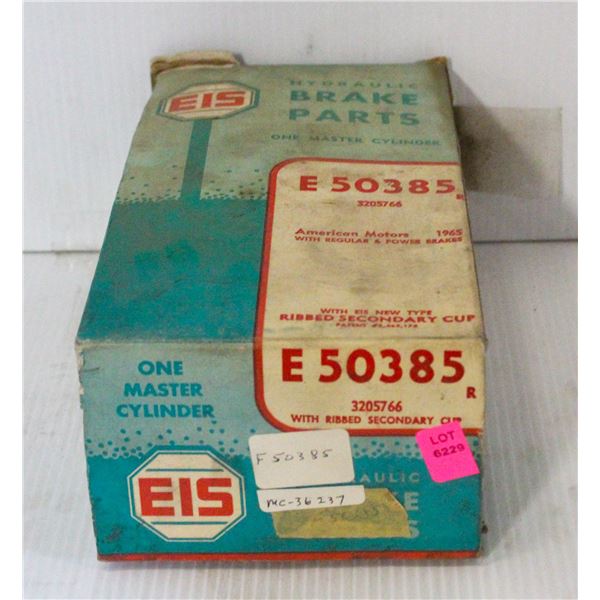 EIS
HYDRAULIC
BRAKE
PARTS
ONE MASTER CYLINDER
E 50385 R
3205766
American Motors 1965
WITH REGULAR & POWER BRAKES
WITH EIS NEW TYPE
RIBBED SECONDARY CUP
ONE
MASTER
CYLINDER
E 50385 R
3205766
WITH RIBBED SECONDARY CUP
LOT
6229
F 50385
MC-36237
EIS
AULIC
KE
S